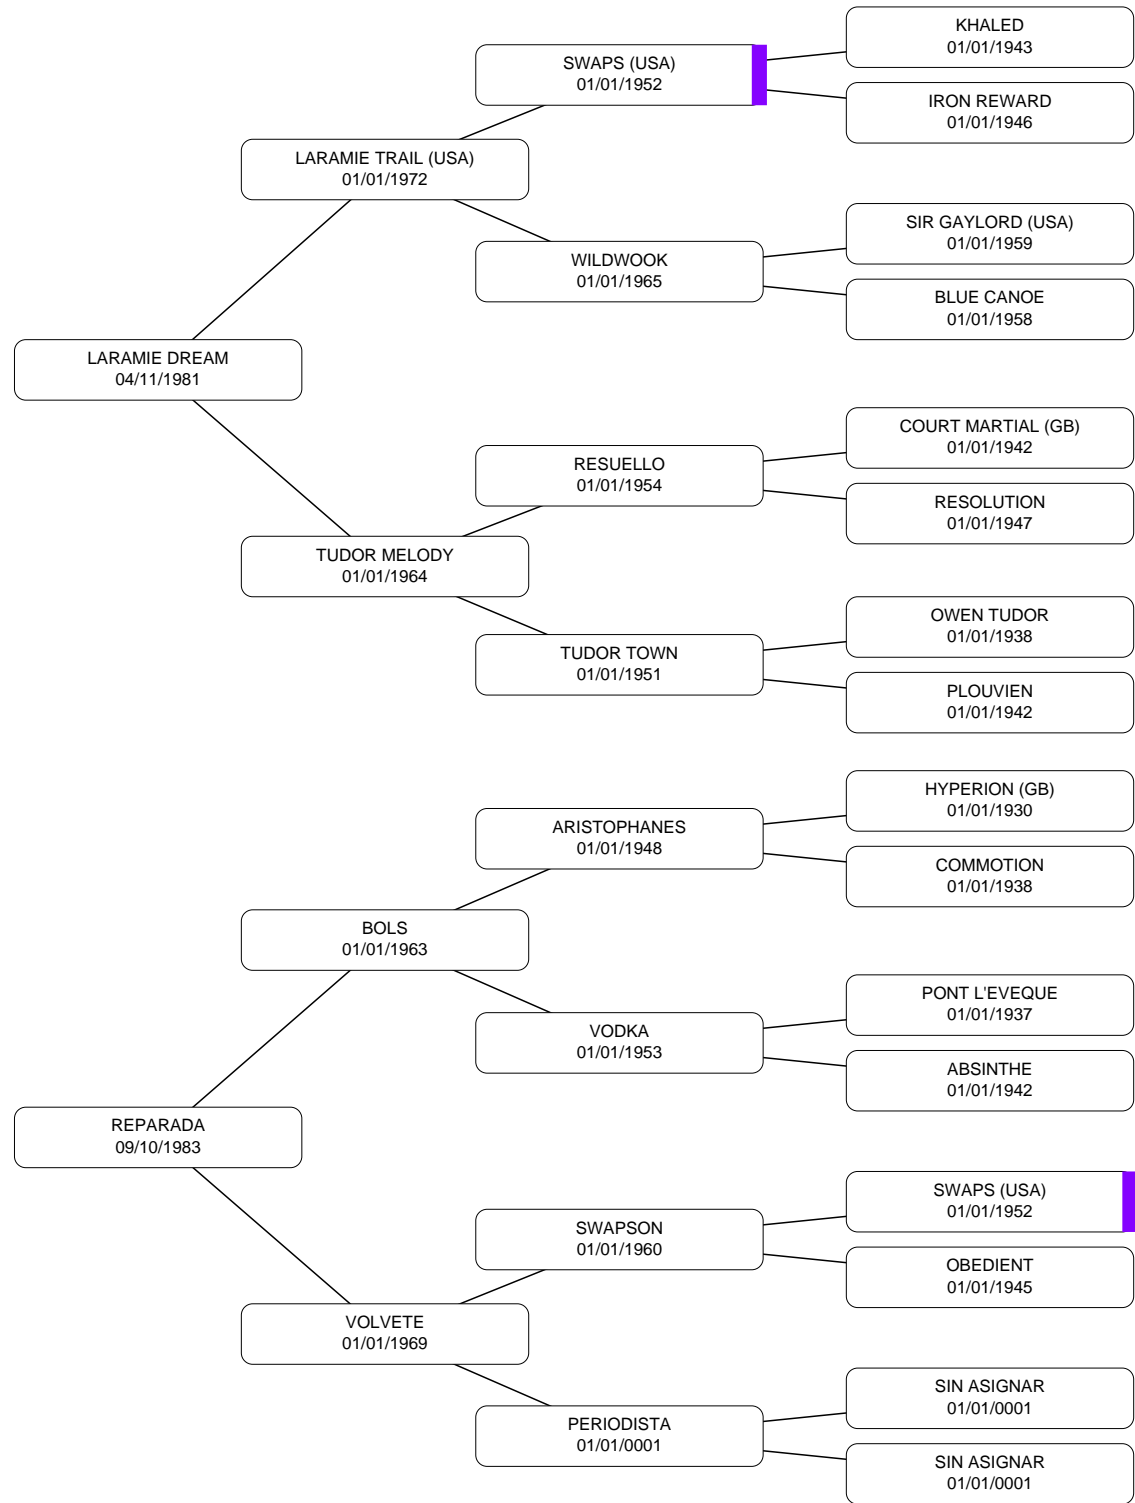 KHALED
01/01/1943
SWAPS (USA)
01/01/1952
IRON REWARD
01/01/1946
LARAMIE TRAIL (USA)
01/01/1972
SIR GAYLORD (USA)
01/01/1959
WILDWOOK
01/01/1965
BLUE CANOE
01/01/1958
LARAMIE DREAM
04/11/1981
COURT MARTIAL (GB)
01/01/1942
RESUELLO
01/01/1954
RESOLUTION
01/01/1947
TUDOR MELODY
01/01/1964
OWEN TUDOR
01/01/1938
TUDOR TOWN
01/01/1951
PLOUVIEN
01/01/1942
HYPERION (GB)
01/01/1930
ARISTOPHANES
01/01/1948
COMMOTION
01/01/1938
BOLS
01/01/1963
PONT L'EVEQUE
01/01/1937
VODKA
01/01/1953
ABSINTHE
01/01/1942
REPARADA
09/10/1983
SWAPS (USA)
01/01/1952
SWAPSON
01/01/1960
OBEDIENT
01/01/1945
VOLVETE
01/01/1969
SIN ASIGNAR
01/01/0001
PERIODISTA
01/01/0001
SIN ASIGNAR
01/01/0001